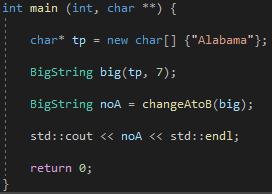 int main (int, char **) {
char* tp = new char[] {"Alabama"};
BigString big(tp, 7);
BigString noA = changeAtoB(big);
std::cout << noA << std::endl;
return 0;
}